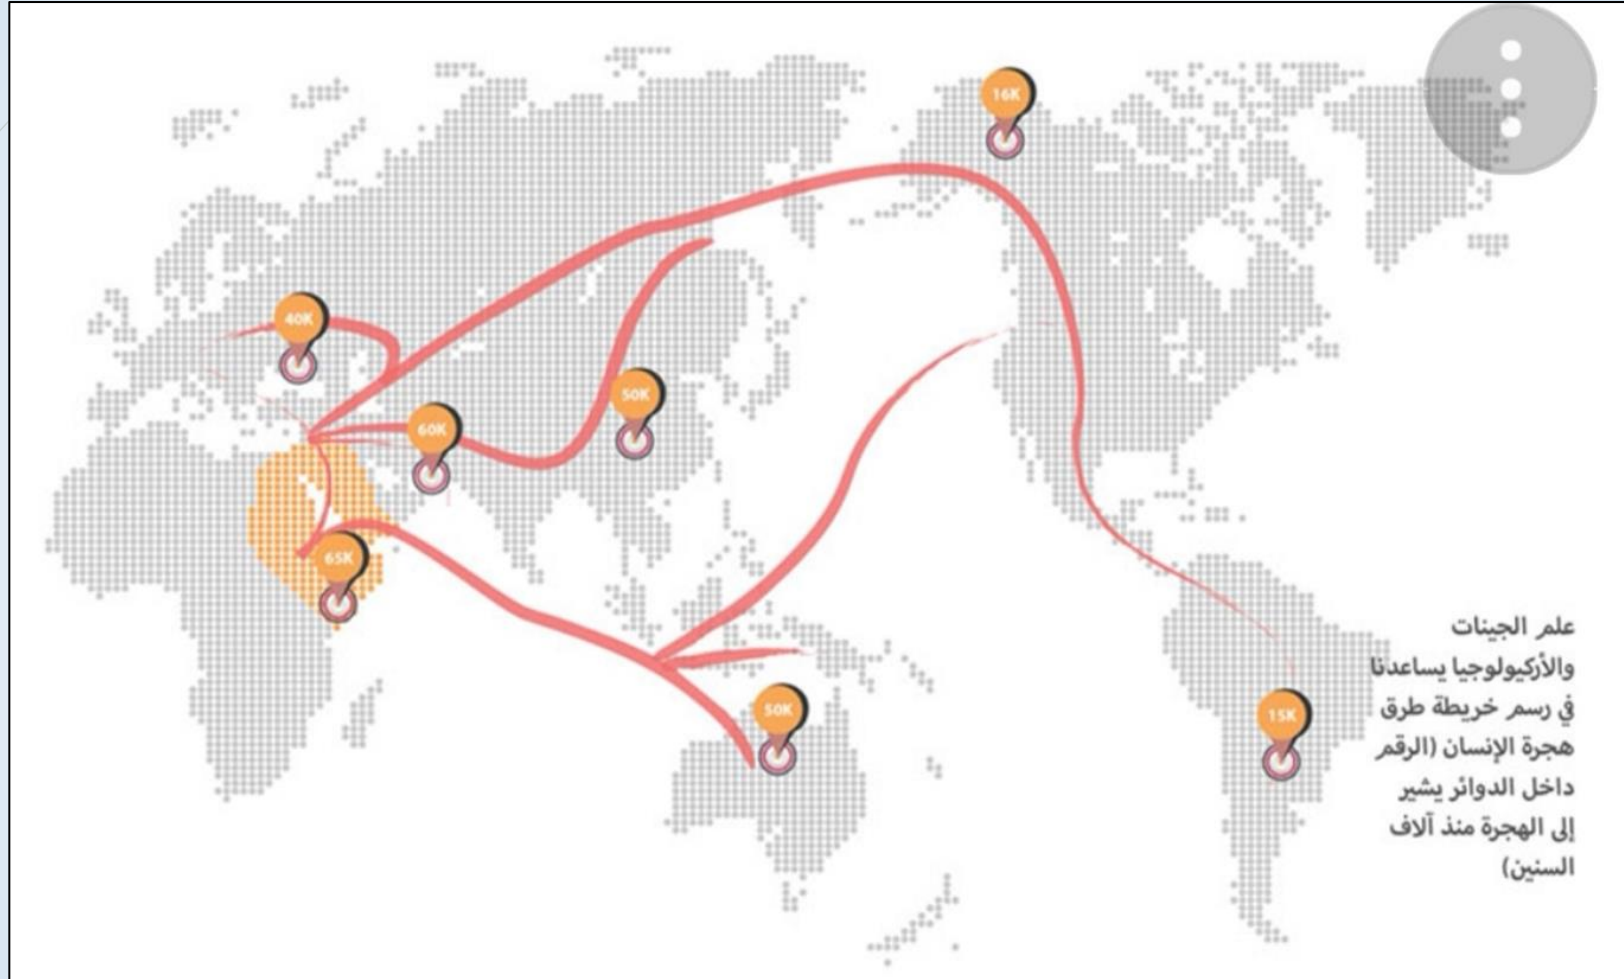 16K
40K
50K
60K
65K
50K
15K
علم الجينات
والأركيولوجيا يساعدنا
في رسم خريطة طرق
هجرة الإنسان (الرقم
داخل الدوائر يشير
إلى الهجرة منذ آلاف
السنين)